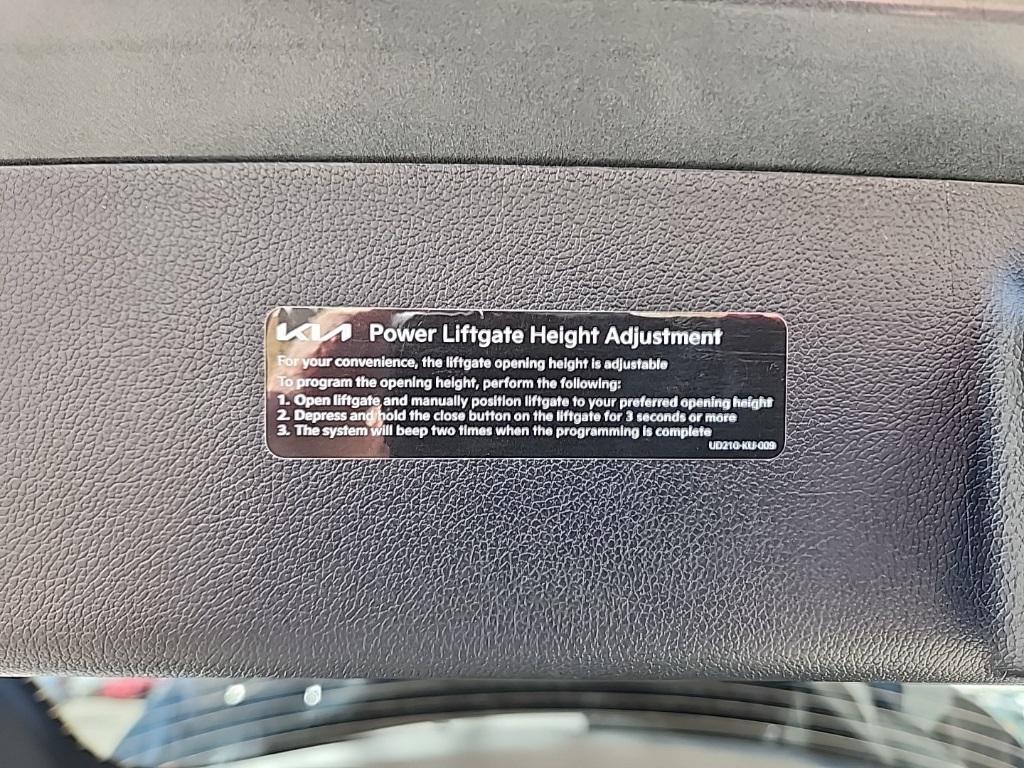 KIA Power Liftgate Height Adjustment
For your convenience, the liftgate opening height is adjustable
To program the opening height, perform the following:
1. Open liftgate and manually position liftgate to your preferred opening height
2. Depress and hold the close button on the liftgate for 3 seconds or more
3. The system will beep two times when the programming is complete
UD210-KU-009